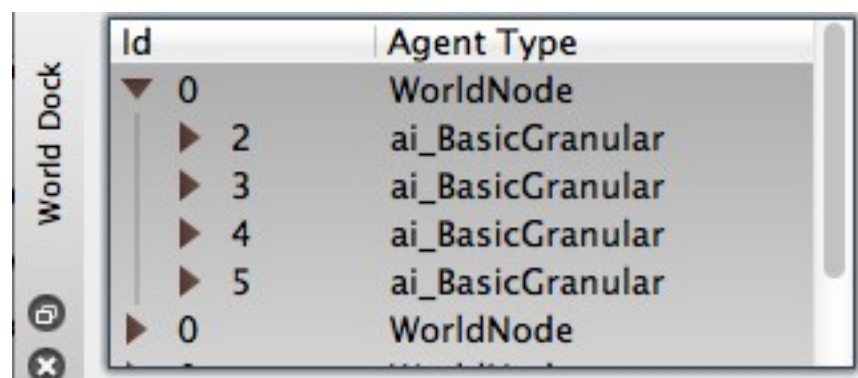 World Dock
Id Agent Type
0 WorldNode
2 ai_BasicGranular
3 ai_BasicGranular
4 ai_BasicGranular
5 ai_BasicGranular
0 WorldNode